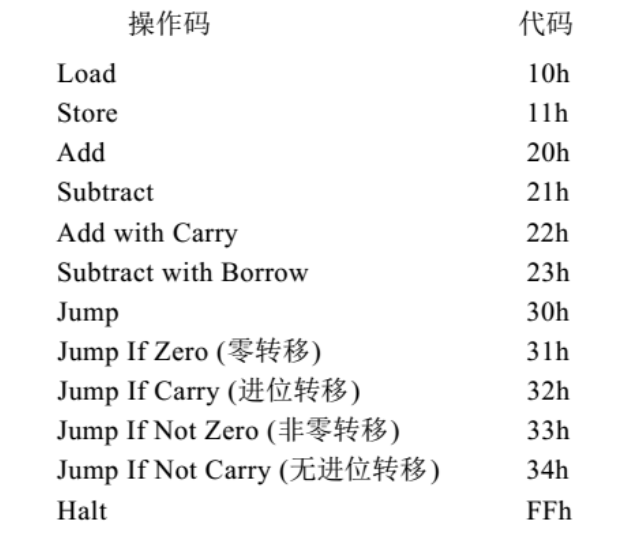 操作码 代码
Load 10h
Store 11h
Add 20h
Subtract 21h
Add with Carry 22h
Subtract with Borrow 23h
Jump 30h
Jump If Zero (零转移) 31h
Jump If Carry (进位转移) 32h
Jump If Not Zero (非零转移) 33h
Jump If Not Carry (无进位转移) 34h
Halt FFh